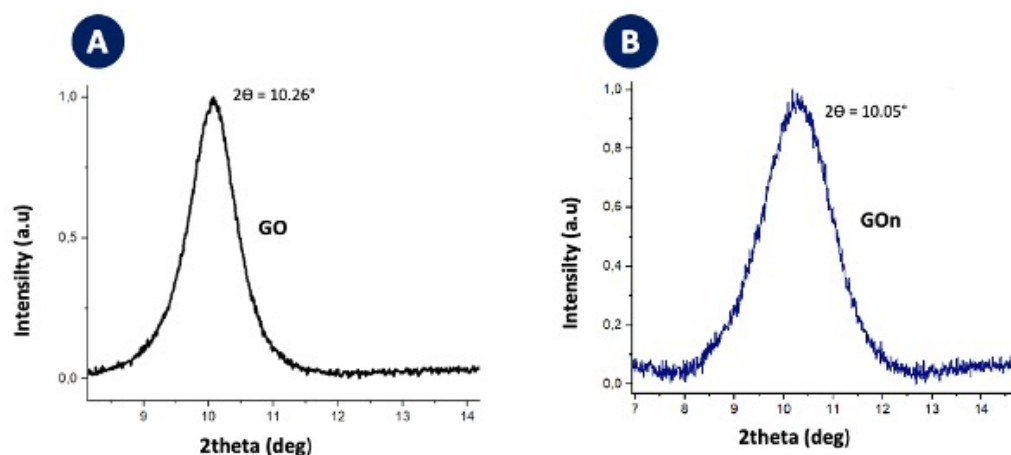 A
B
2Θ = 10.26°
2Θ = 10.05°
GO
GOn
Intensilty (a.u)
1,0
0,5
0,0
9
10
11
12
13
14
2theta (deg)
Intensilty (a.u)
1,0
0,8
0,6
0,4
0,2
0,0
7
8
9
10
11
12
13
14
2theta (deg)